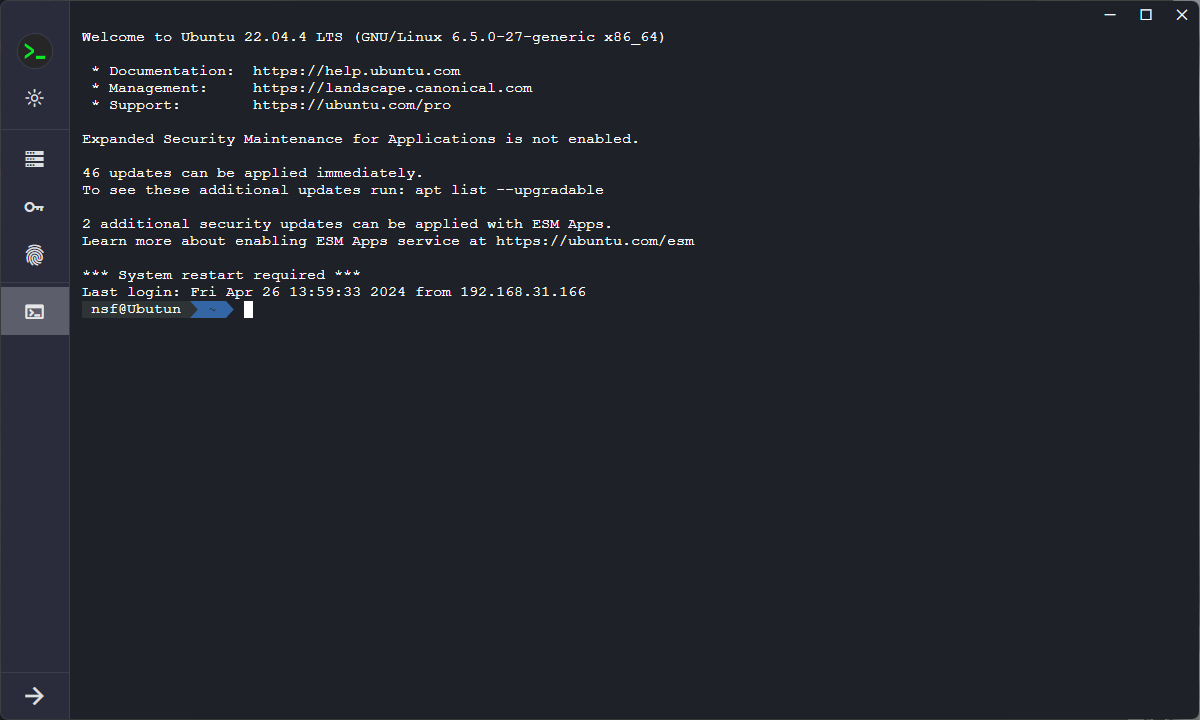 Welcome to Ubuntu 22.04.4 LTS (GNU/Linux 6.5.0-27-generic x86_64)
* Documentation:  https://help.ubuntu.com
* Management:     https://landscape.canonical.com
* Support:        https://ubuntu.com/pro
Expanded Security Maintenance for Applications is not enabled.
46 updates can be applied immediately.
To see these additional updates run: apt list --upgradable
2 additional security updates can be applied with ESM Apps.
Learn more about enabling ESM Apps service at https://ubuntu.com/esm
*** System restart required ***
Last login: Fri Apr 26 13:59:33 2024 from 192.168.31.166
nsf@Ubutun ~